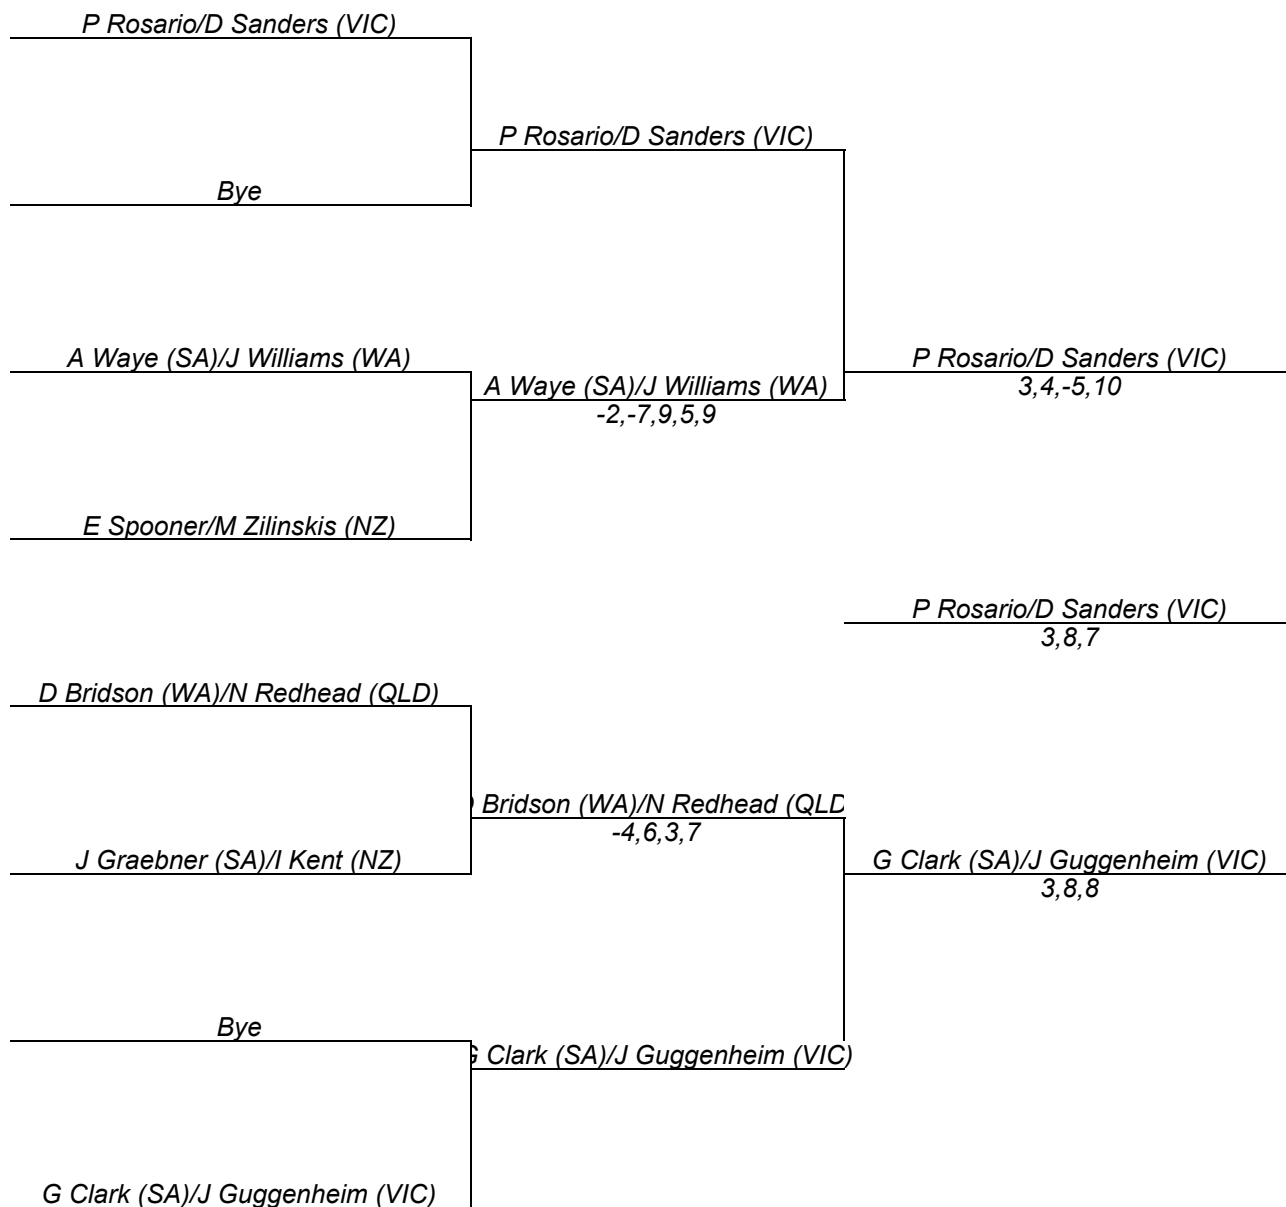 P Rosario/D Sanders (VIC)
P Rosario/D Sanders (VIC)
Bye
A Waye (SA)/J Williams (WA)
A Waye (SA)/J Williams (WA)
-2,-7,9,5,9
P Rosario/D Sanders (VIC)
3,4,-5,10
E Spooner/M Zilinskis (NZ)
P Rosario/D Sanders (VIC)
3,8,7
D Bridson (WA)/N Redhead (QLD)
Bridson (WA)/N Redhead (QLD
-4,6,3,7
J Graebner (SA)/I Kent (NZ)
G Clark (SA)/J Guggenheim (VIC)
3,8,8
Bye
G Clark (SA)/J Guggenheim (VIC)
G Clark (SA)/J Guggenheim (VIC)